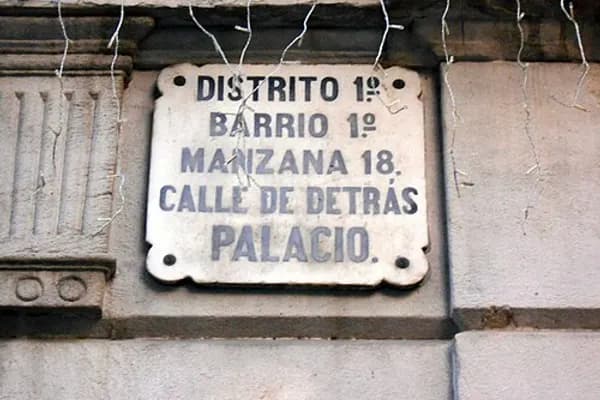 DISTRITO 1º
BARRIO 1º
MANZANA 18.
CALLE DE DETRÁS
PALACIO.